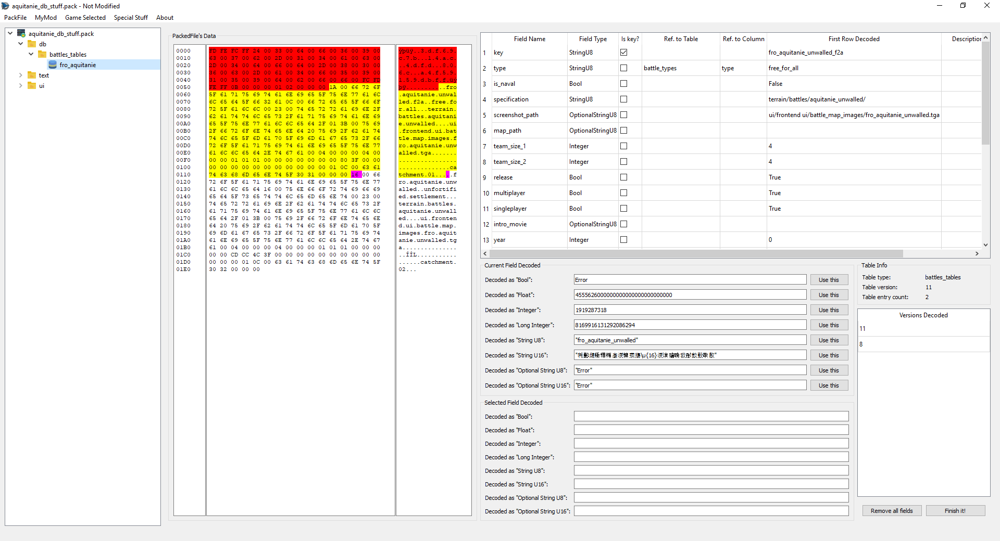 aquitanie_db_stuff.pack - Not Modified
PackFile MyMod Game Selected Special Stuff About
aquitanie_db_stuff.pack
db
battles_tables
fro_aquitanie
text
ui
PackedFile's Data
0000 FD FE FC FF 24 00 33 00 64 00 66 00 36 00 39 00 ýþüÿ..3.d.f.6.9.
0010 63 00 37 00 62 00 2D 00 31 00 34 00 61 00 63 00 c.7.b...1.4.a.c.
0020 2D 00 34 00 64 00 66 00 64 00 2D 00 38 00 30 00 ..4.d.f.d...8.0.
0030 36 00 63 00 2D 00 61 00 34 00 66 00 35 00 39 00 6.c...a.4.f.5.9.
0040 31 00 35 00 39 00 64 00 62 00 66 00 66 00 FC FD 1.5.9.d.b.f.f.üý
0050 FE FF 0B 00 00 00 01 02 00 00 00 1A 00 66 72 6F þÿ...........fro
0060 5F 61 71 75 69 74 61 6E 69 65 5F 75 6E 77 61 6C .aquitanie.unwal
0070 6C 65 64 5F 66 32 61 0C 00 66 72 65 65 5F 66 6F led.f2a..free.fo
0080 72 5F 61 6C 6C 00 23 00 74 65 72 72 61 69 6E 2F r.all...terrain.
0090 62 61 74 74 6C 65 73 2F 61 71 75 69 74 61 6E 69 battles.aquitani
00A0 65 5F 75 6E 77 61 6C 6C 65 64 2F 01 3B 00 75 69 e.unwalled....ui
00B0 2F 66 72 6F 6E 74 65 6E 64 20 75 69 2F 62 61 74 .frontend.ui.bat
00C0 74 6C 65 5F 6D 61 70 5F 69 6D 61 67 65 73 2F 66 tle.map.images.f
00D0 72 6F 5F 61 71 75 69 74 61 6E 69 65 5F 75 6E 77 ro.aquitanie.unw
00E0 61 6C 6C 65 64 2E 74 67 61 00 04 00 00 00 04 00 alled.tga.......
00F0 00 00 01 01 01 00 00 00 00 00 00 00 80 3F 00 00 ................
0100 00 00 00 00 00 00 00 00 00 00 00 01 0C 00 63 61 ..............ca
0110 74 63 68 6D 65 6E 74 5F 30 31 00 00 00 16 00 66 tchment.01.....f
0120 72 6F 5F 61 71 75 69 74 61 6E 69 65 5F 75 6E 77 ro.aquitanie.unw
0130 61 6C 6C 65 64 16 00 75 6E 66 6F 72 74 69 66 69 alled..unfortifi
0140 65 64 5F 73 65 74 74 6C 65 6D 65 6E 74 00 23 00 ed.settlement...
0150 74 65 72 72 61 69 6E 2F 62 61 74 74 6C 65 73 2F terrain.battles.
0160 61 71 75 69 74 61 6E 69 65 5F 75 6E 77 61 6C 6C aquitanie.unwall
0170 65 64 2F 01 3B 00 75 69 2F 66 72 6F 6E 74 65 6E ed....ui.fronten
0180 64 20 75 69 2F 62 61 74 74 6C 65 5F 6D 61 70 5F d.ui.battle.map.
0190 69 6D 61 67 65 73 2F 66 72 6F 5F 61 71 75 69 74 images.fro.aquit
01A0 61 6E 69 65 5F 75 6E 77 61 6C 6C 65 64 2E 74 67 anie.unwalled.tg
01B0 61 00 04 00 00 00 04 00 00 00 01 01 01 00 00 00 a...............
01C0 00 00 CD CC 4C 3F 00 00 00 00 00 00 00 00 00 00 ..ÍÌL...........
01D0 00 00 00 01 0C 00 63 61 74 63 68 6D 65 6E 74 5F ......catchment.
01E0 30 32 00 00 00 02...
Field Name Field Type Is key? Ref. to Table Ref. to Column First Row Decoded Description
1 key StringU8 fro_aquitanie_unwalled_f2a
2 type StringU8 battle_types type free_for_all
3 is_naval Bool False
4 specification StringU8 terrain/battles/aquitanie_unwalled/
5 screenshot_path OptionalStringU8 ui/frontend ui/battle_map_images/fro_aquitanie_unwalled.tga
6 map_path OptionalStringU8
7 team_size_1 Integer 4
8 team_size_2 Integer 4
9 release Bool True
10 multiplayer Bool True
11 singleplayer Bool True
12 intro_movie OptionalStringU8
13 year Integer 0
Current Field Decoded
Decoded as "Bool": Error Use this
Decoded as "Float": 4555626000000000000000000000000 Use this
Decoded as "Integer": 1919287318 Use this
Decoded as "Long Integer": 8169916131292086294 Use this
Decoded as "String U8": "fro_aquitanie_unwalled" Use this
Decoded as "String U16": Use this
Decoded as "Optional String U8": "Error" Use this
Decoded as "Optional String U16": "Error" Use this
Selected Field Decoded
Decoded as "Bool":
Decoded as "Float":
Decoded as "Integer":
Decoded as "Long Integer":
Decoded as "String U8":
Decoded as "String U16":
Decoded as "Optional String U8":
Decoded as "Optional String U16":
Table Info
Table type: battles_tables
Table version: 11
Table entry count: 2
Versions Decoded
11
8
Remove all fields Finish it!